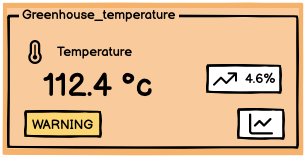 Greenhouse_temperature
Temperature
112.4 °c
4.6%
WARNING